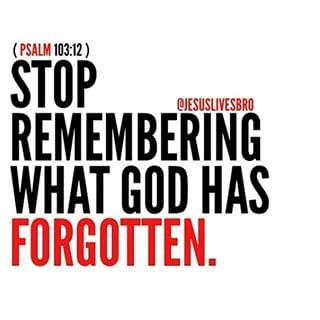 ( PSALM 103:12 )
STOP
@JESUSLIVESBRO
REMEMBERING
WHAT GOD HAS
FORGOTTEN.